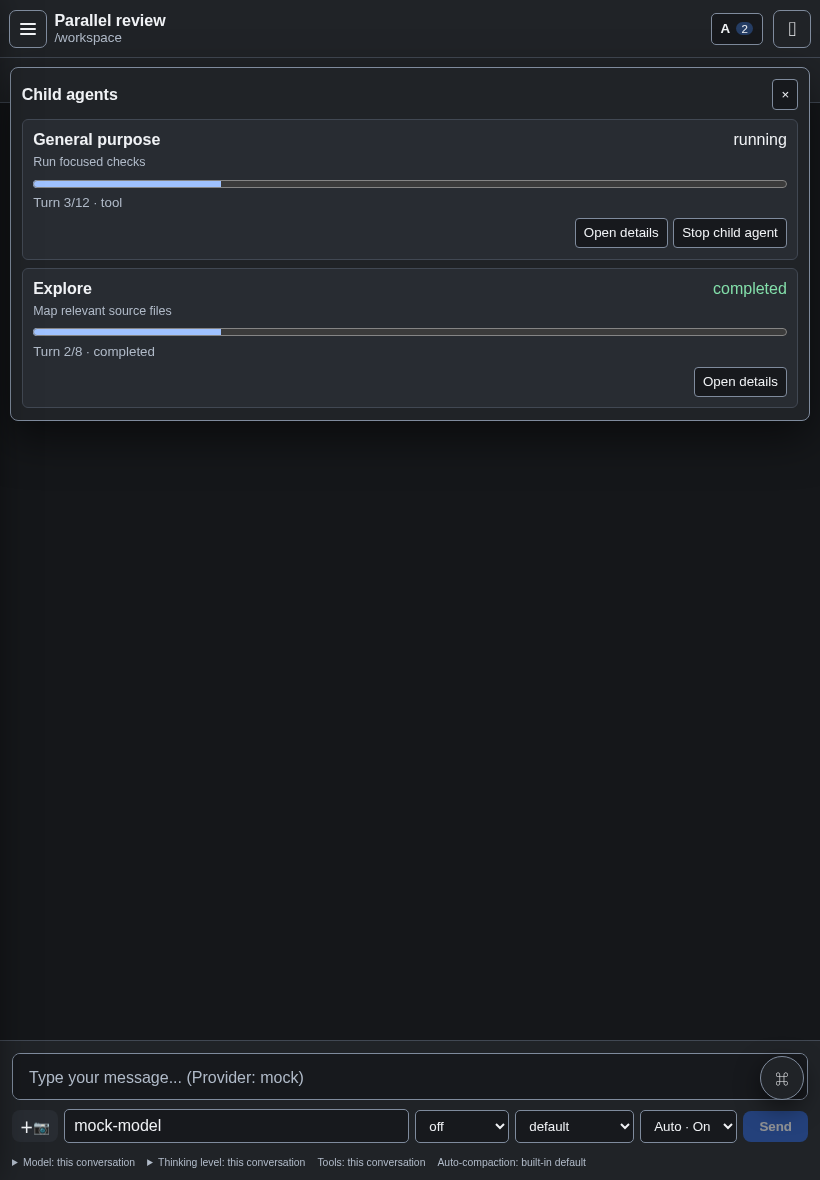 Parallel review
/workspace
A 2
Child agents
×
General purpose running
Run focused checks
Turn 3/12 · tool
Open details Stop child agent
Explore completed
Map relevant source files
Turn 2/8 · completed
Open details
Type your message... (Provider: mock)
⌘
+📷 mock-model off default Auto · On Send
▶ Model: this conversation ▶ Thinking level: this conversation Tools: this conversation Auto-compaction: built-in default